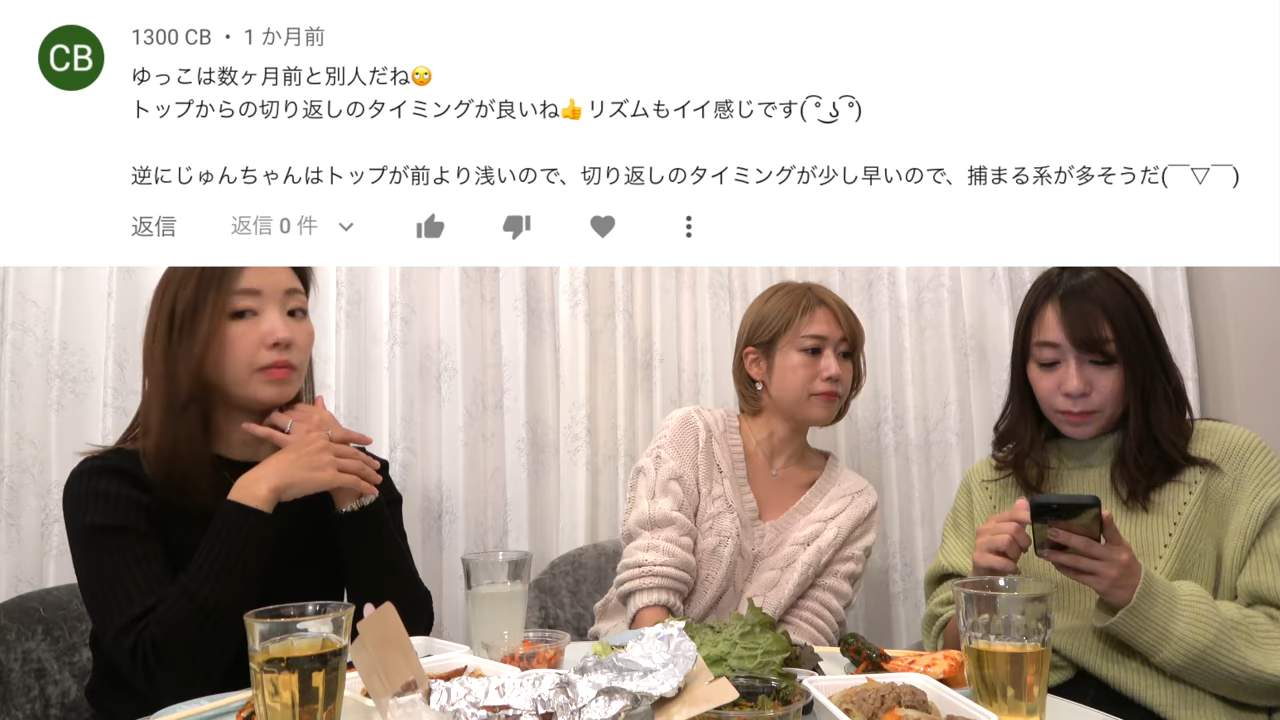 CB
1300 CB ・ 1 か月前
ゆっこは数ヶ月前と別人だね🙄
トップからの切り返しのタイミングが良いね👍リズムもイイ感じです( ͡° ͜ʖ ͡°)
逆にじゅんちゃんはトップが前より浅いので、切り返しのタイミングが少し早いので、捕まる系が多そうだ(￣▽￣)
返信 返信 0 件